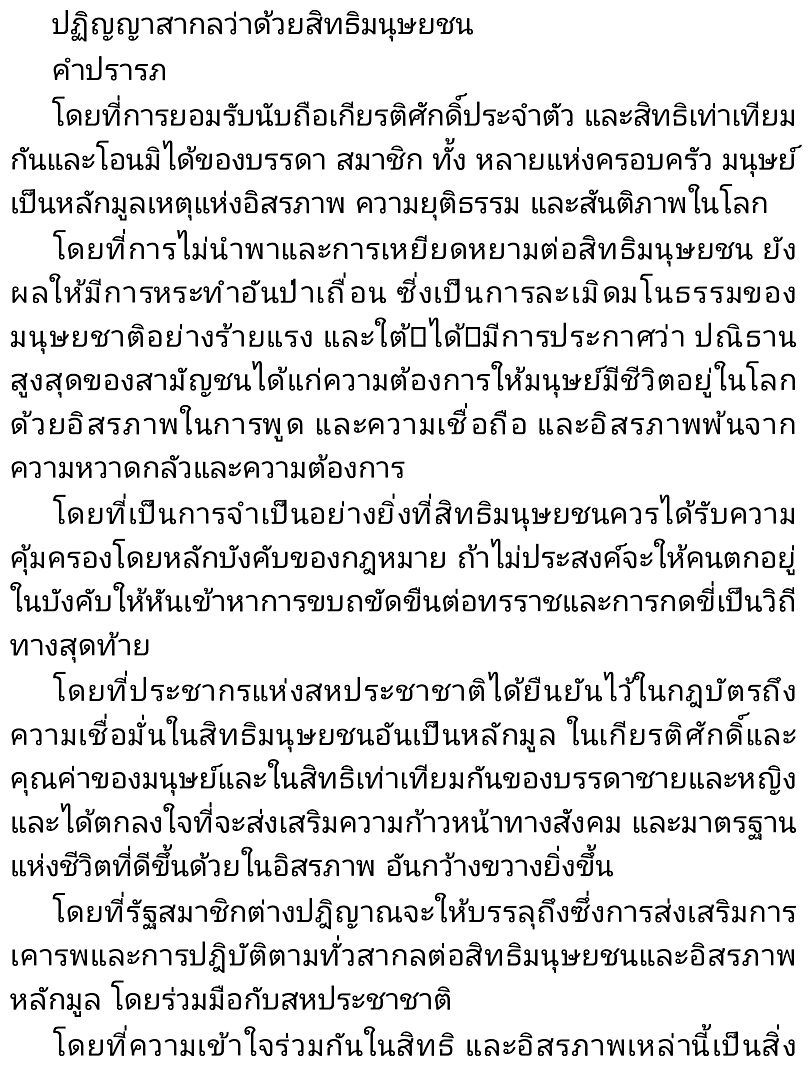 ปฏิญญาสากลว่าด้วยสิทธิมนุษยชน
คำปรารภ
โดยที่การยอมรับนับถือเกียรติศักดิ์ประจำตัว และสิทธิเท่าเทียม
กันและโอนมิได้ของบรรดา สมาชิก ทั้ง หลายแห่งครอบครัว มนุษย์
เป็นหลักมูลเหตุแห่งอิสรภาพ ความยุติธรรม และสันติภาพในโลก
โดยที่การไม่นำพาและการเหยียดหยามต่อสิทธิมนุษยชน ยัง
ผลให้มีการหระทำอันป่าเถื่อน ซี่งเป็นการละเมิดมโนธรรมของ
มนุษยชาติอย่างร้ายแรง และใต้ได้มีการประกาศว่า ปณิธาน
สูงสุดของสามัญชนได้แก่ความต้องการให้มนุษย์มีชีวิตอยู่ในโลก
ด้วยอิสรภาพในการพูด และความเชื่อถือ และอิสรภาพพ้นจาก
ความหวาดกลัวและความต้องการ
โดยที่เป็นการจำเป็นอย่างยิ่งที่สิทธิมนุษยชนควรได้รับความ
คุ้มครองโดยหลักบังคับของกฎหมาย ถ้าไม่ประสงค์จะให้คนตกอยู่
ในบังคับให้หันเข้าหาการขบถขัดขืนต่อทรราชและการกดขี่เป็นวิถี
ทางสุดท้าย
โดยที่ประชากรแห่งสหประชาชาติได้ยืนยันไว้ในกฎบัตรถึง
ความเชื่อมั่นในสิทธิมนุษยชนอันเป็นหลักมูล ในเกียรติศักดิ์และ
คุณค่าของมนุษย์และในสิทธิเท่าเทียมกันของบรรดาชายและหญิง
และได้ตกลงใจที่จะส่งเสริมความก้าวหน้าทางสังคม และมาตรฐาน
แห่งชีวิตที่ดีขึ้นด้วยในอิสรภาพ อันกว้างขวางยิ่งขึ้น
โดยที่รัฐสมาชิกต่างปฎิญาณจะให้บรรลุถึงซึ่งการส่งเสริมการ
เคารพและการปฎิบัติตามทั่วสากลต่อสิทธิมนุษยชนและอิสรภาพ
หลักมูล โดยร่วมมือกับสหประชาชาติ
โดยที่ความเข้าใจร่วมกันในสิทธิ และอิสรภาพเหล่านี้เป็นสิ่ง